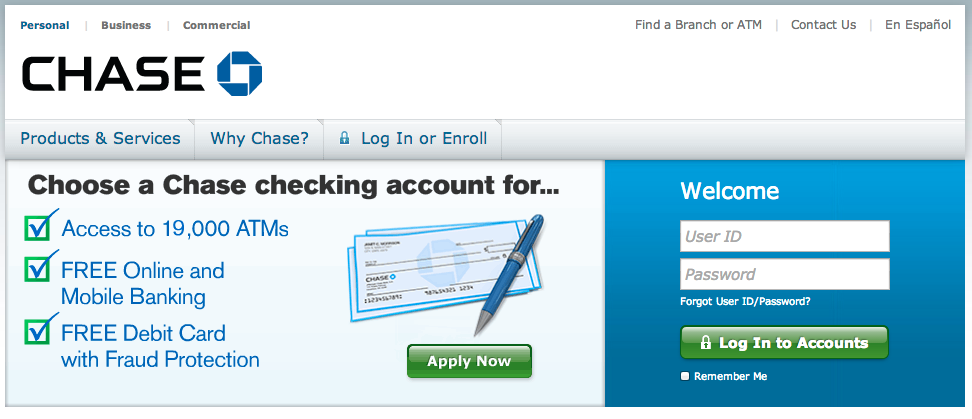 Personal | Business | Commercial
Find a Branch or ATM | Contact Us | En Español
CHASE
Products & Services
Why Chase?
Log In or Enroll
Choose a Chase checking account for...
Access to 19,000 ATMs
FREE Online and
Mobile Banking
FREE Debit Card
with Fraud Protection
CHASE
Apply Now
Welcome
User ID
Password
Forgot User ID/Password?
Log In to Accounts
Remember Me